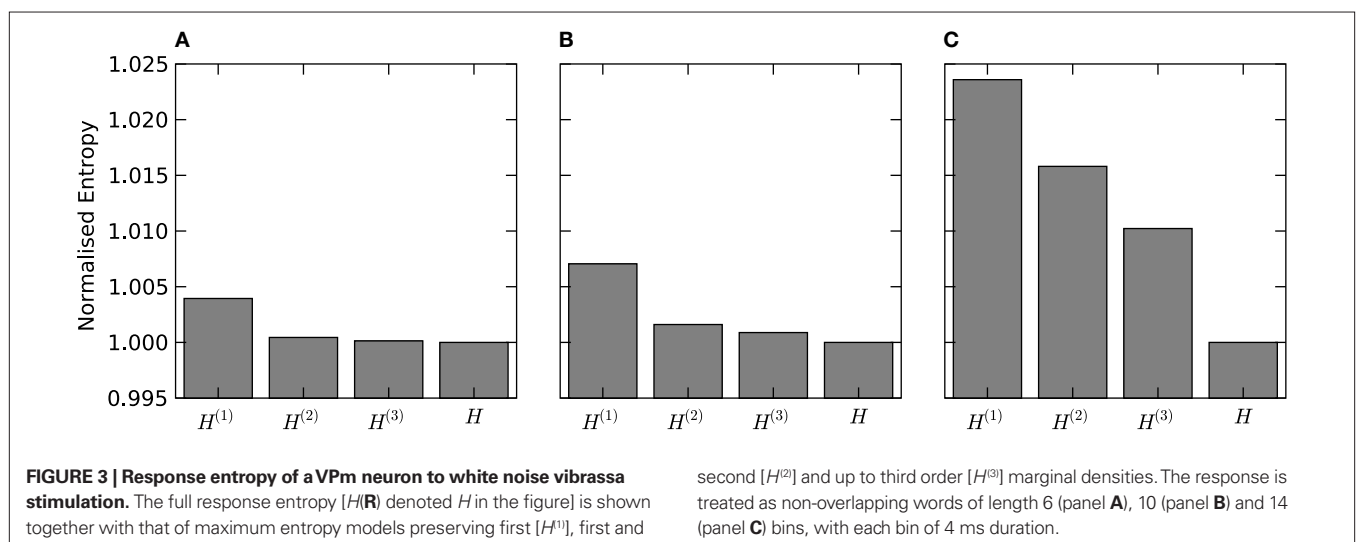 A
B
C
1.025
1.020
1.015
1.010
1.005
1.000
0.995
Normalised Entropy
H^(1) H^(2) H^(3) H
H^(1) H^(2) H^(3) H
H^(1) H^(2) H^(3) H
FIGURE 3 | Response entropy of a VPm neuron to white noise vibrassa
stimulation. The full response entropy [H(R) denoted H in the figure] is shown
together with that of maximum entropy models preserving first [H^(1)], first and
second [H^(2)] and up to third order [H^(3)] marginal densities. The response is
treated as non-overlapping words of length 6 (panel A), 10 (panel B) and 14
(panel C) bins, with each bin of 4 ms duration.